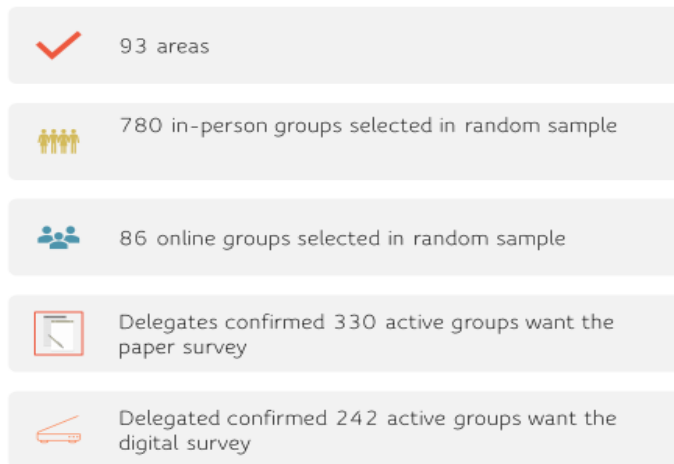 93 areas
780 in-person groups selected in random sample
86 online groups selected in random sample
Delegates confirmed 330 active groups want the
paper survey
Delegated confirmed 242 active groups want the
digital survey